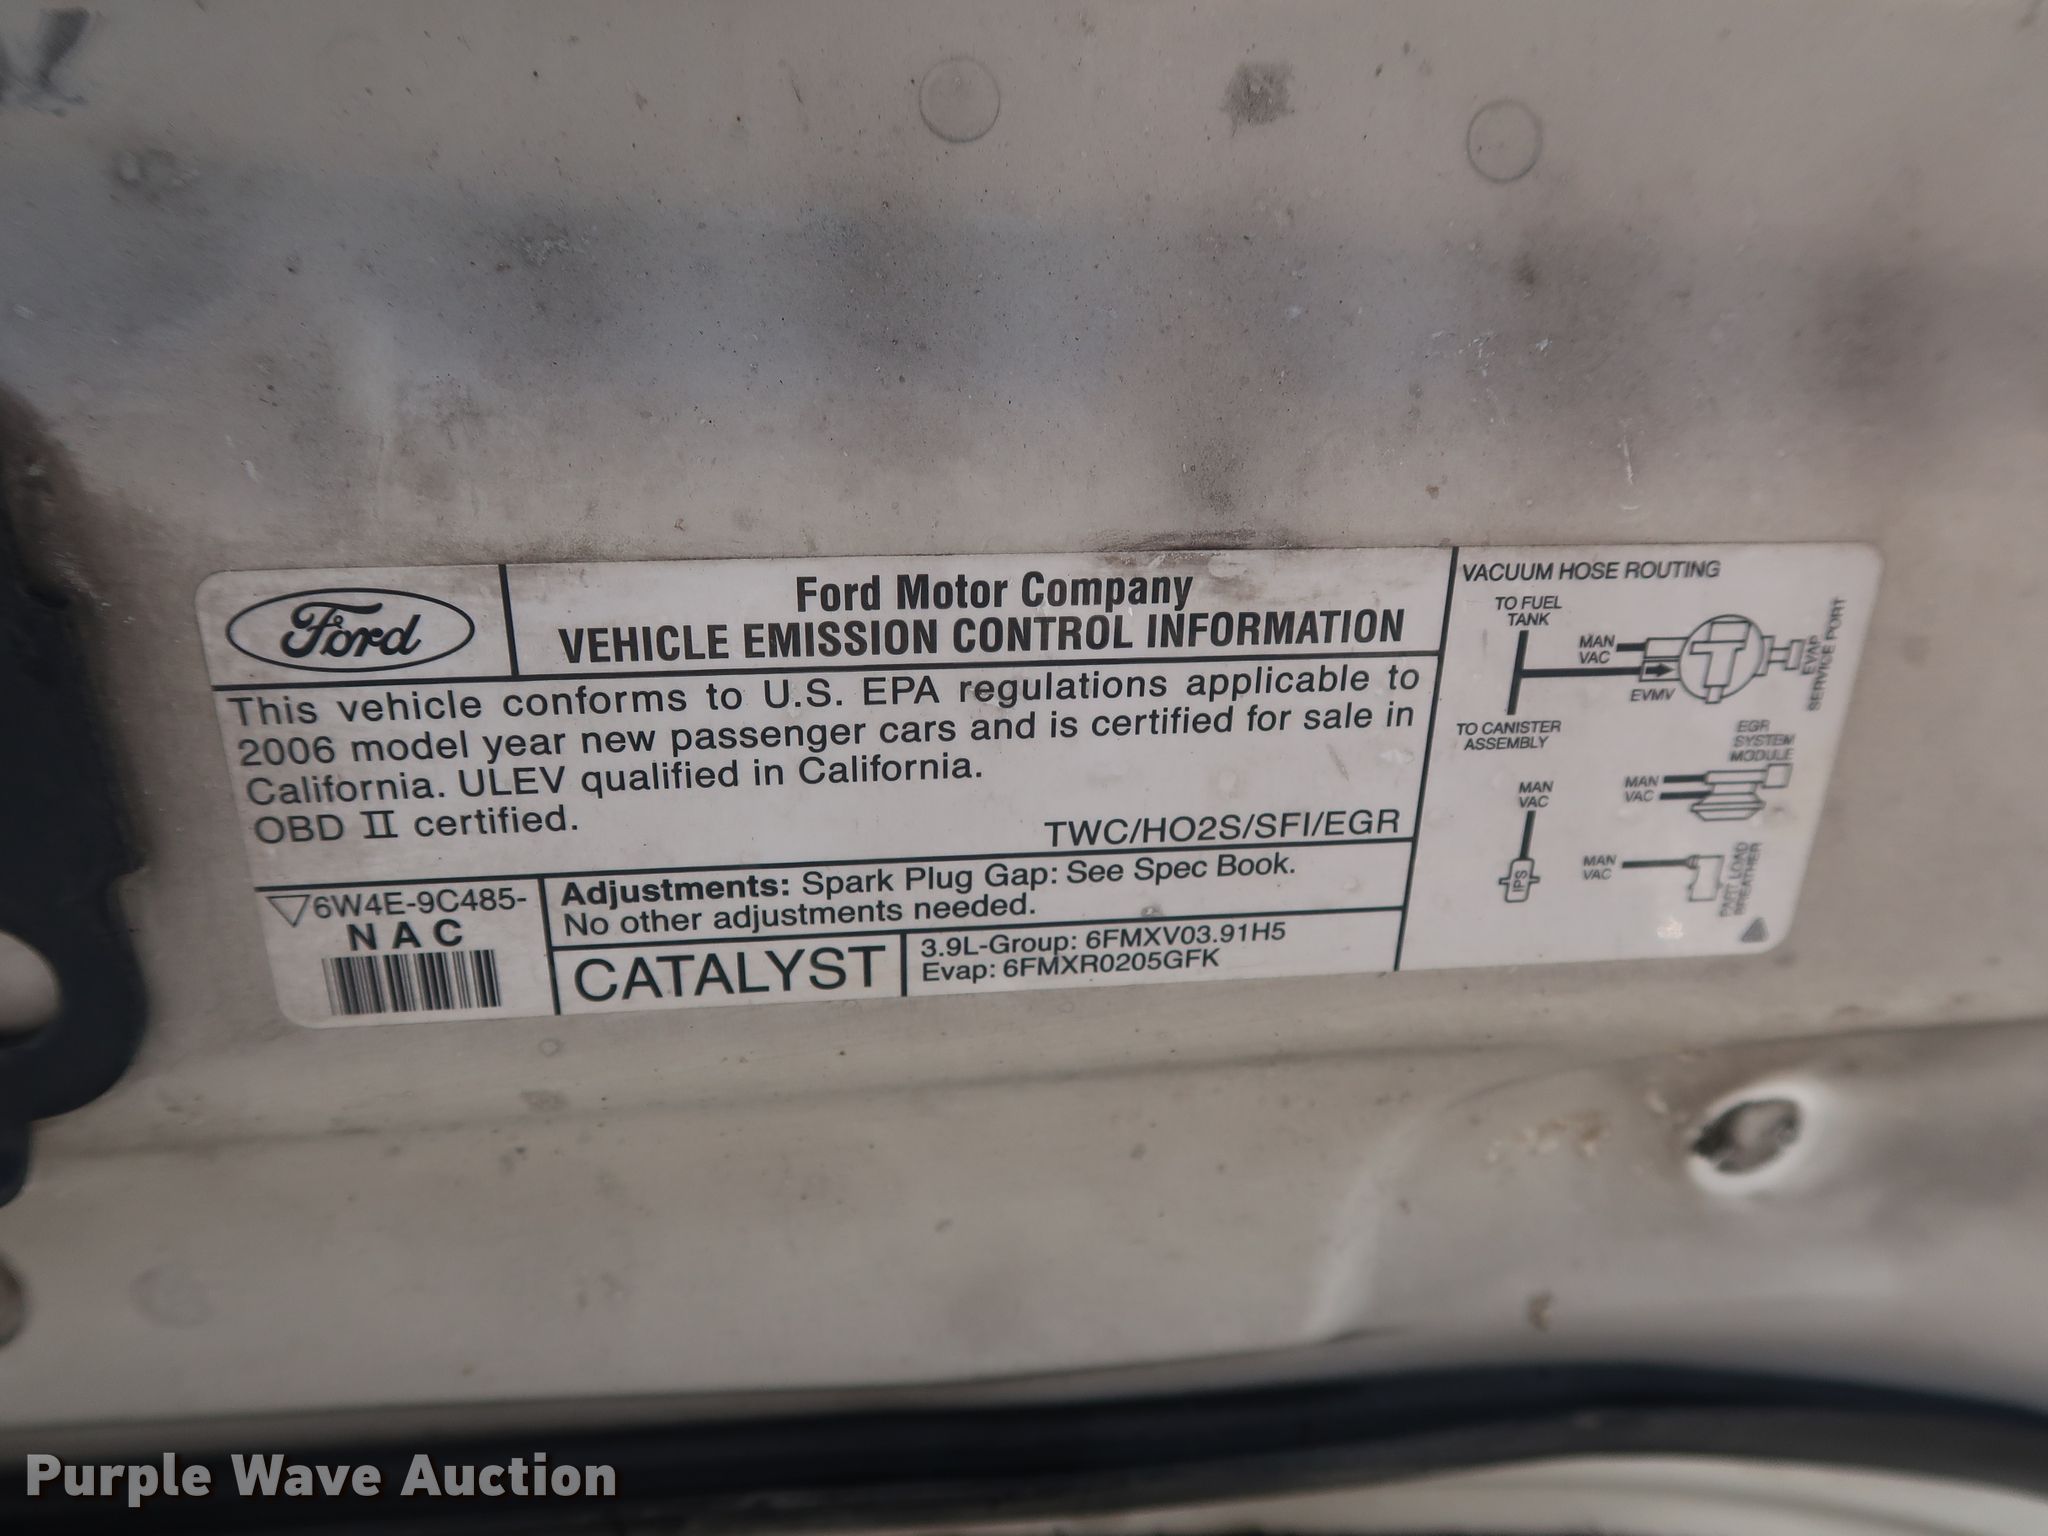 Ford
Ford Motor Company
VEHICLE EMISSION CONTROL INFORMATION
This vehicle conforms to U.S. EPA regulations applicable to
2006 model year new passenger cars and is certified for sale in
California. ULEV qualified in California.
OBD II certified.
TWC/HO2S/SFI/EGR
6W4E-9C485-
N A C
Adjustments: Spark Plug Gap: See Spec Book.
No other adjustments needed.
CATALYST
3.9L-Group: 6FMXV03.91H5
Evap: 6FMXR0205GFK
VACUUM HOSE ROUTING
TO FUEL
TANK
MAN
VAC
EVMV
EVAP
SERVICE PORT
TO CANISTER
ASSEMBLY
EGR
SYSTEM
MODULE
MAN
VAC
MAN
VAC
IPS
MAN
VAC
PART LOAD
BREATHER
Purple Wave Auction